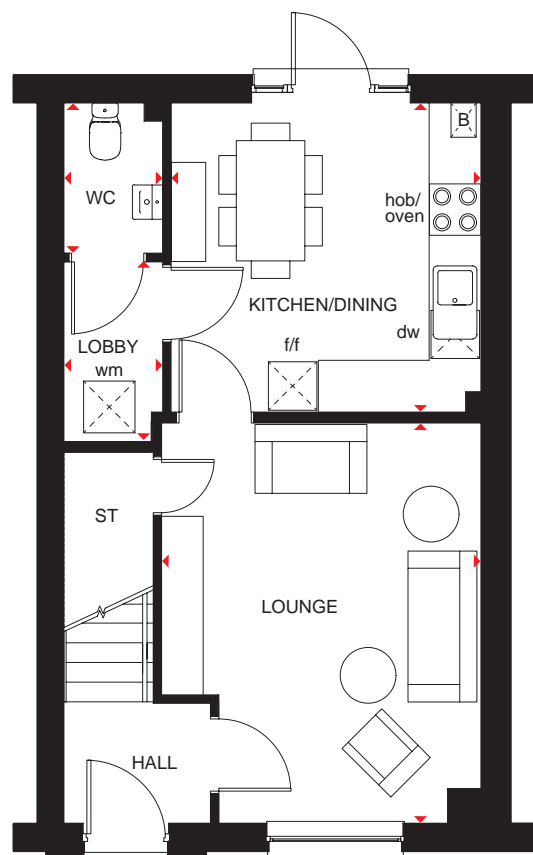 B
WC
hob/
oven
KITCHEN/DINING
LOBBY
wm
f/f
dw
ST
LOUNGE
HALL